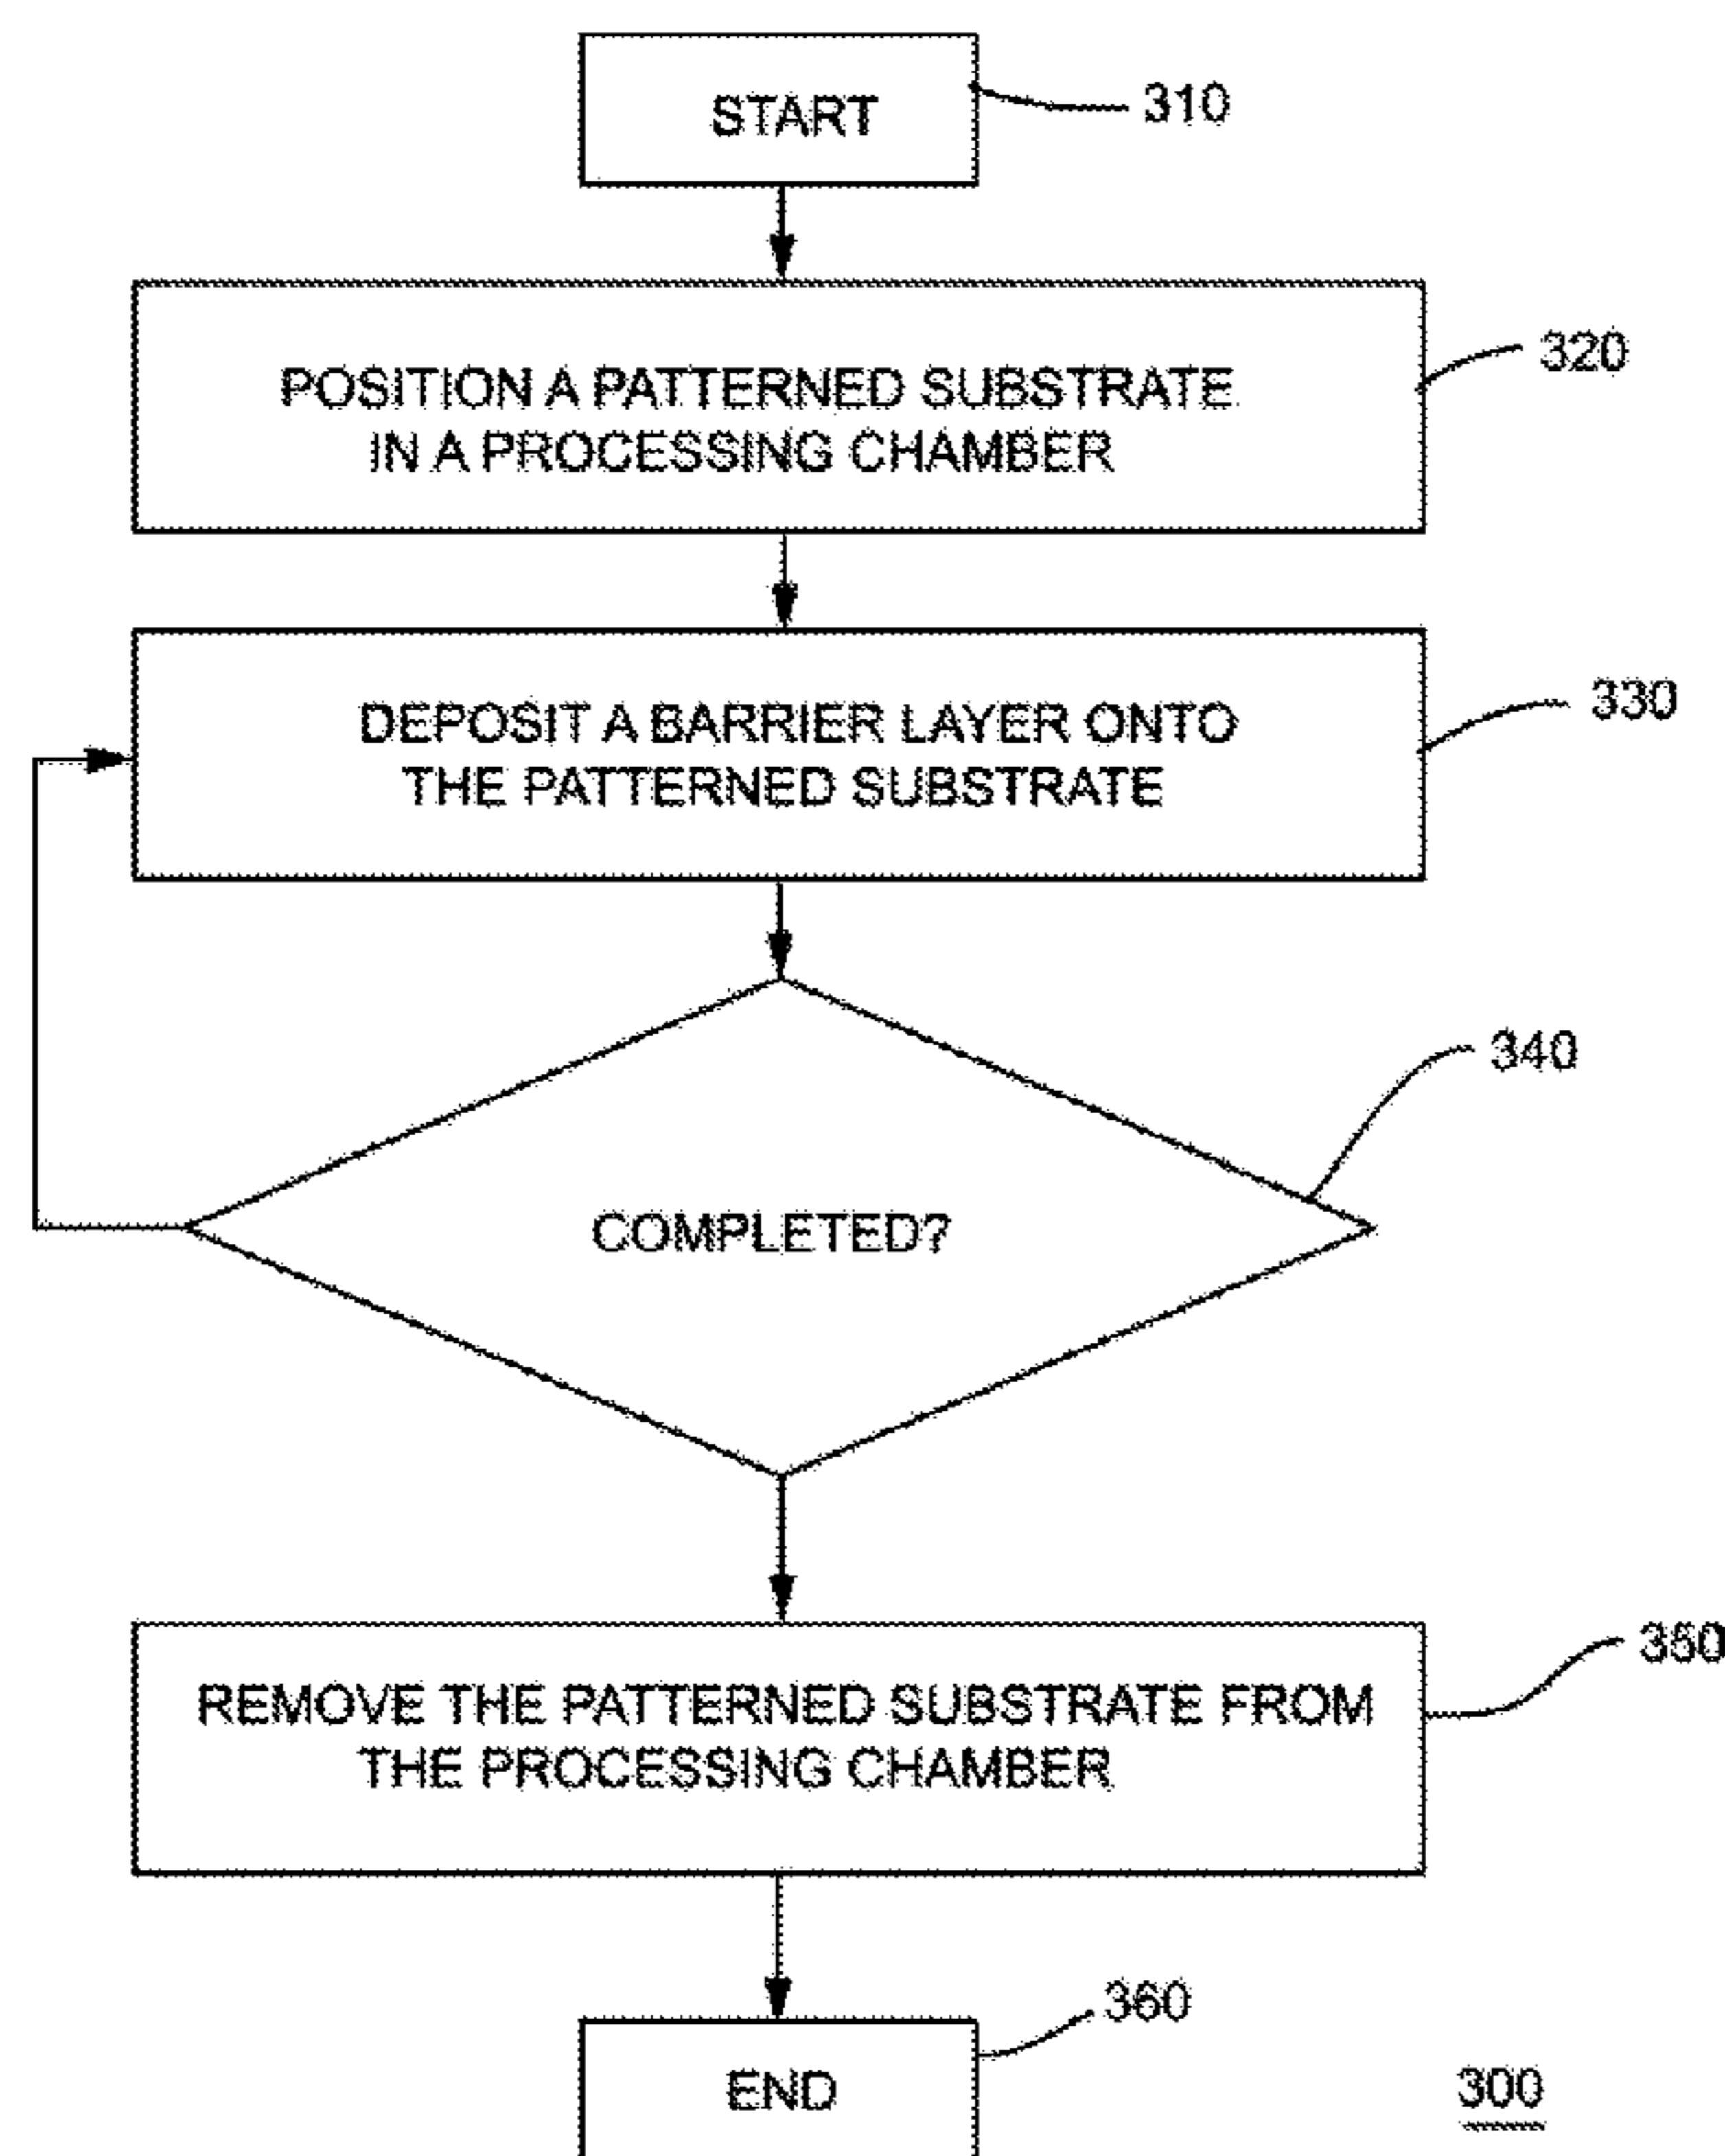 START
310
POSITION A PATTERNED SUBSTRATE
IN A PROCESSING CHAMBER
320
DEPOSIT A BARRIER LAYER ONTO
THE PATTERNED SUBSTRATE
330
340
COMPLETED?
350
REMOVE THE PATTERNED SUBSTRATE FROM
THE PROCESSING CHAMBER
360
END
300